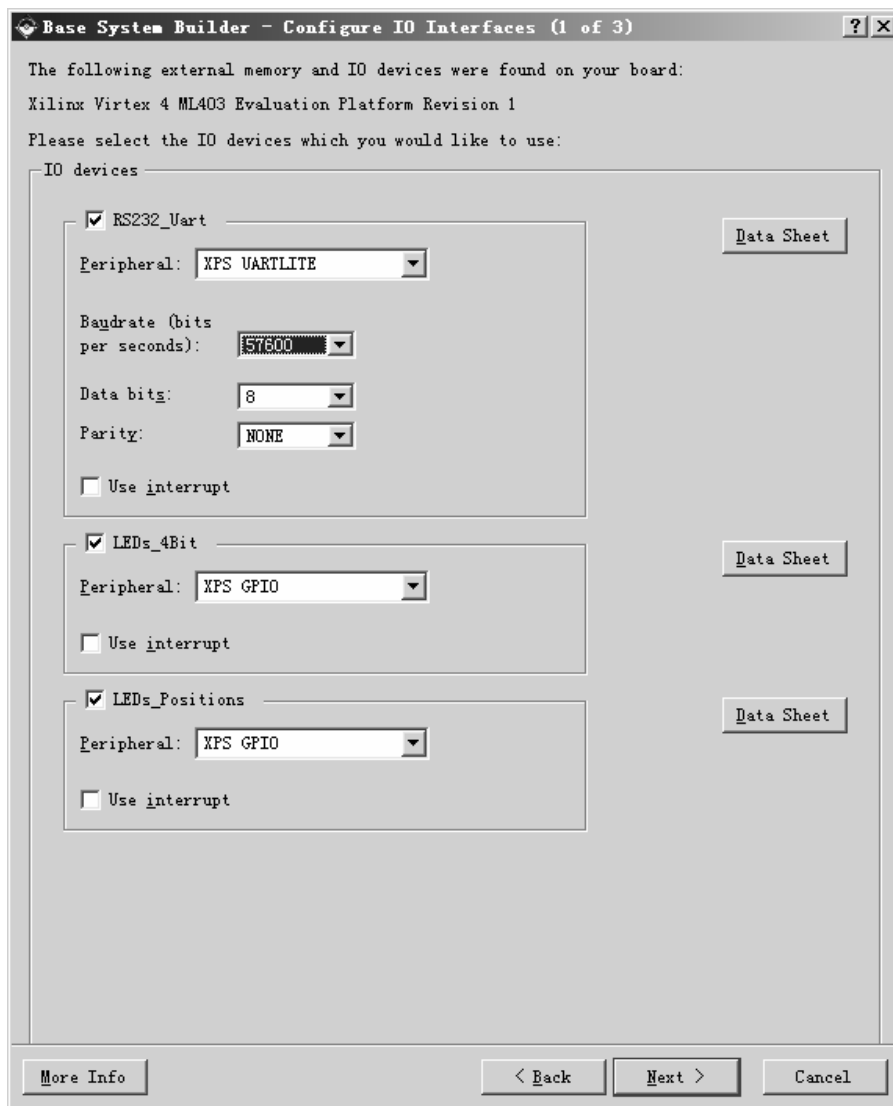 Base System Builder - Configure IO Interfaces (1 of 3)
The following external memory and IO devices were found on your board:
Xilinx Virtex 4 ML403 Evaluation Platform Revision 1
Please select the IO devices which you would like to use:
IO devices
RS232_Uart
Data Sheet
Peripheral: XPS UARTLITE
Baudrate (bits
per seconds): 57600
Data bits: 8
Parity: NONE
Use interrupt
LEDs_4Bit
Data Sheet
Peripheral: XPS GPIO
Use interrupt
LEDs_Positions
Data Sheet
Peripheral: XPS GPIO
Use interrupt
More Info < Back Next > Cancel